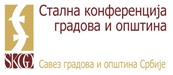 Стална конференција
градова и општина
SKGO
Савез градова и општина Србије